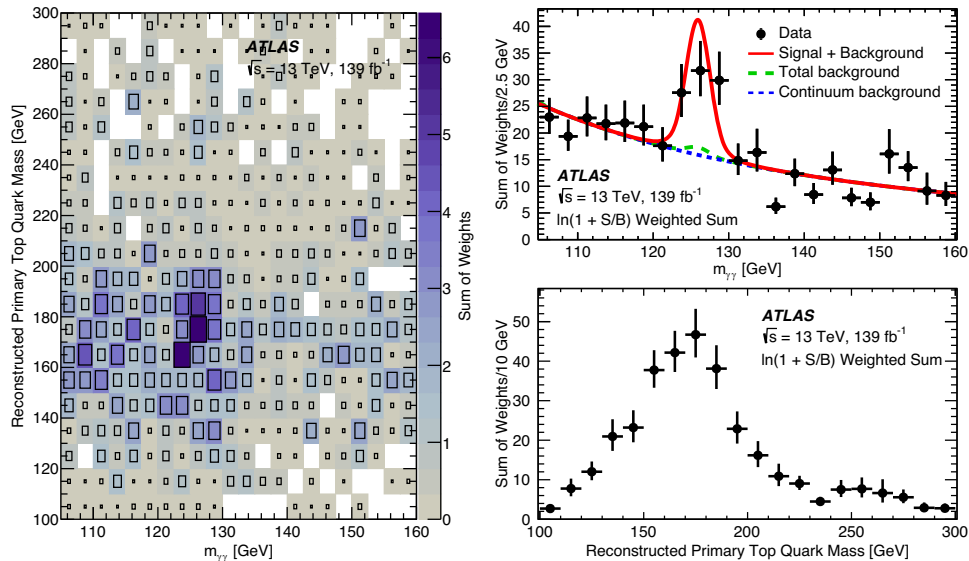 Reconstructed Primary Top Quark Mass [GeV]
300
280
260
240
220
200
180
160
140
120
100
110 120 130 140 150 160
mγγ [GeV]
ATLAS
√s = 13 TeV, 139 fb⁻¹
6
5
4
3
2
1
0
Sum of Weights
Sum of Weights/2.5 GeV
45
40
35
30
25
20
15
10
5
0
110 120 130 140 150 160
mγγ [GeV]
Data
Signal + Background
Total background
Continuum background
ATLAS
√s = 13 TeV, 139 fb⁻¹
ln(1 + S/B) Weighted Sum
Sum of Weights/10 GeV
50
40
30
20
10
0
100 150 200 250 300
Reconstructed Primary Top Quark Mass [GeV]
ATLAS
√s = 13 TeV, 139 fb⁻¹
ln(1 + S/B) Weighted Sum